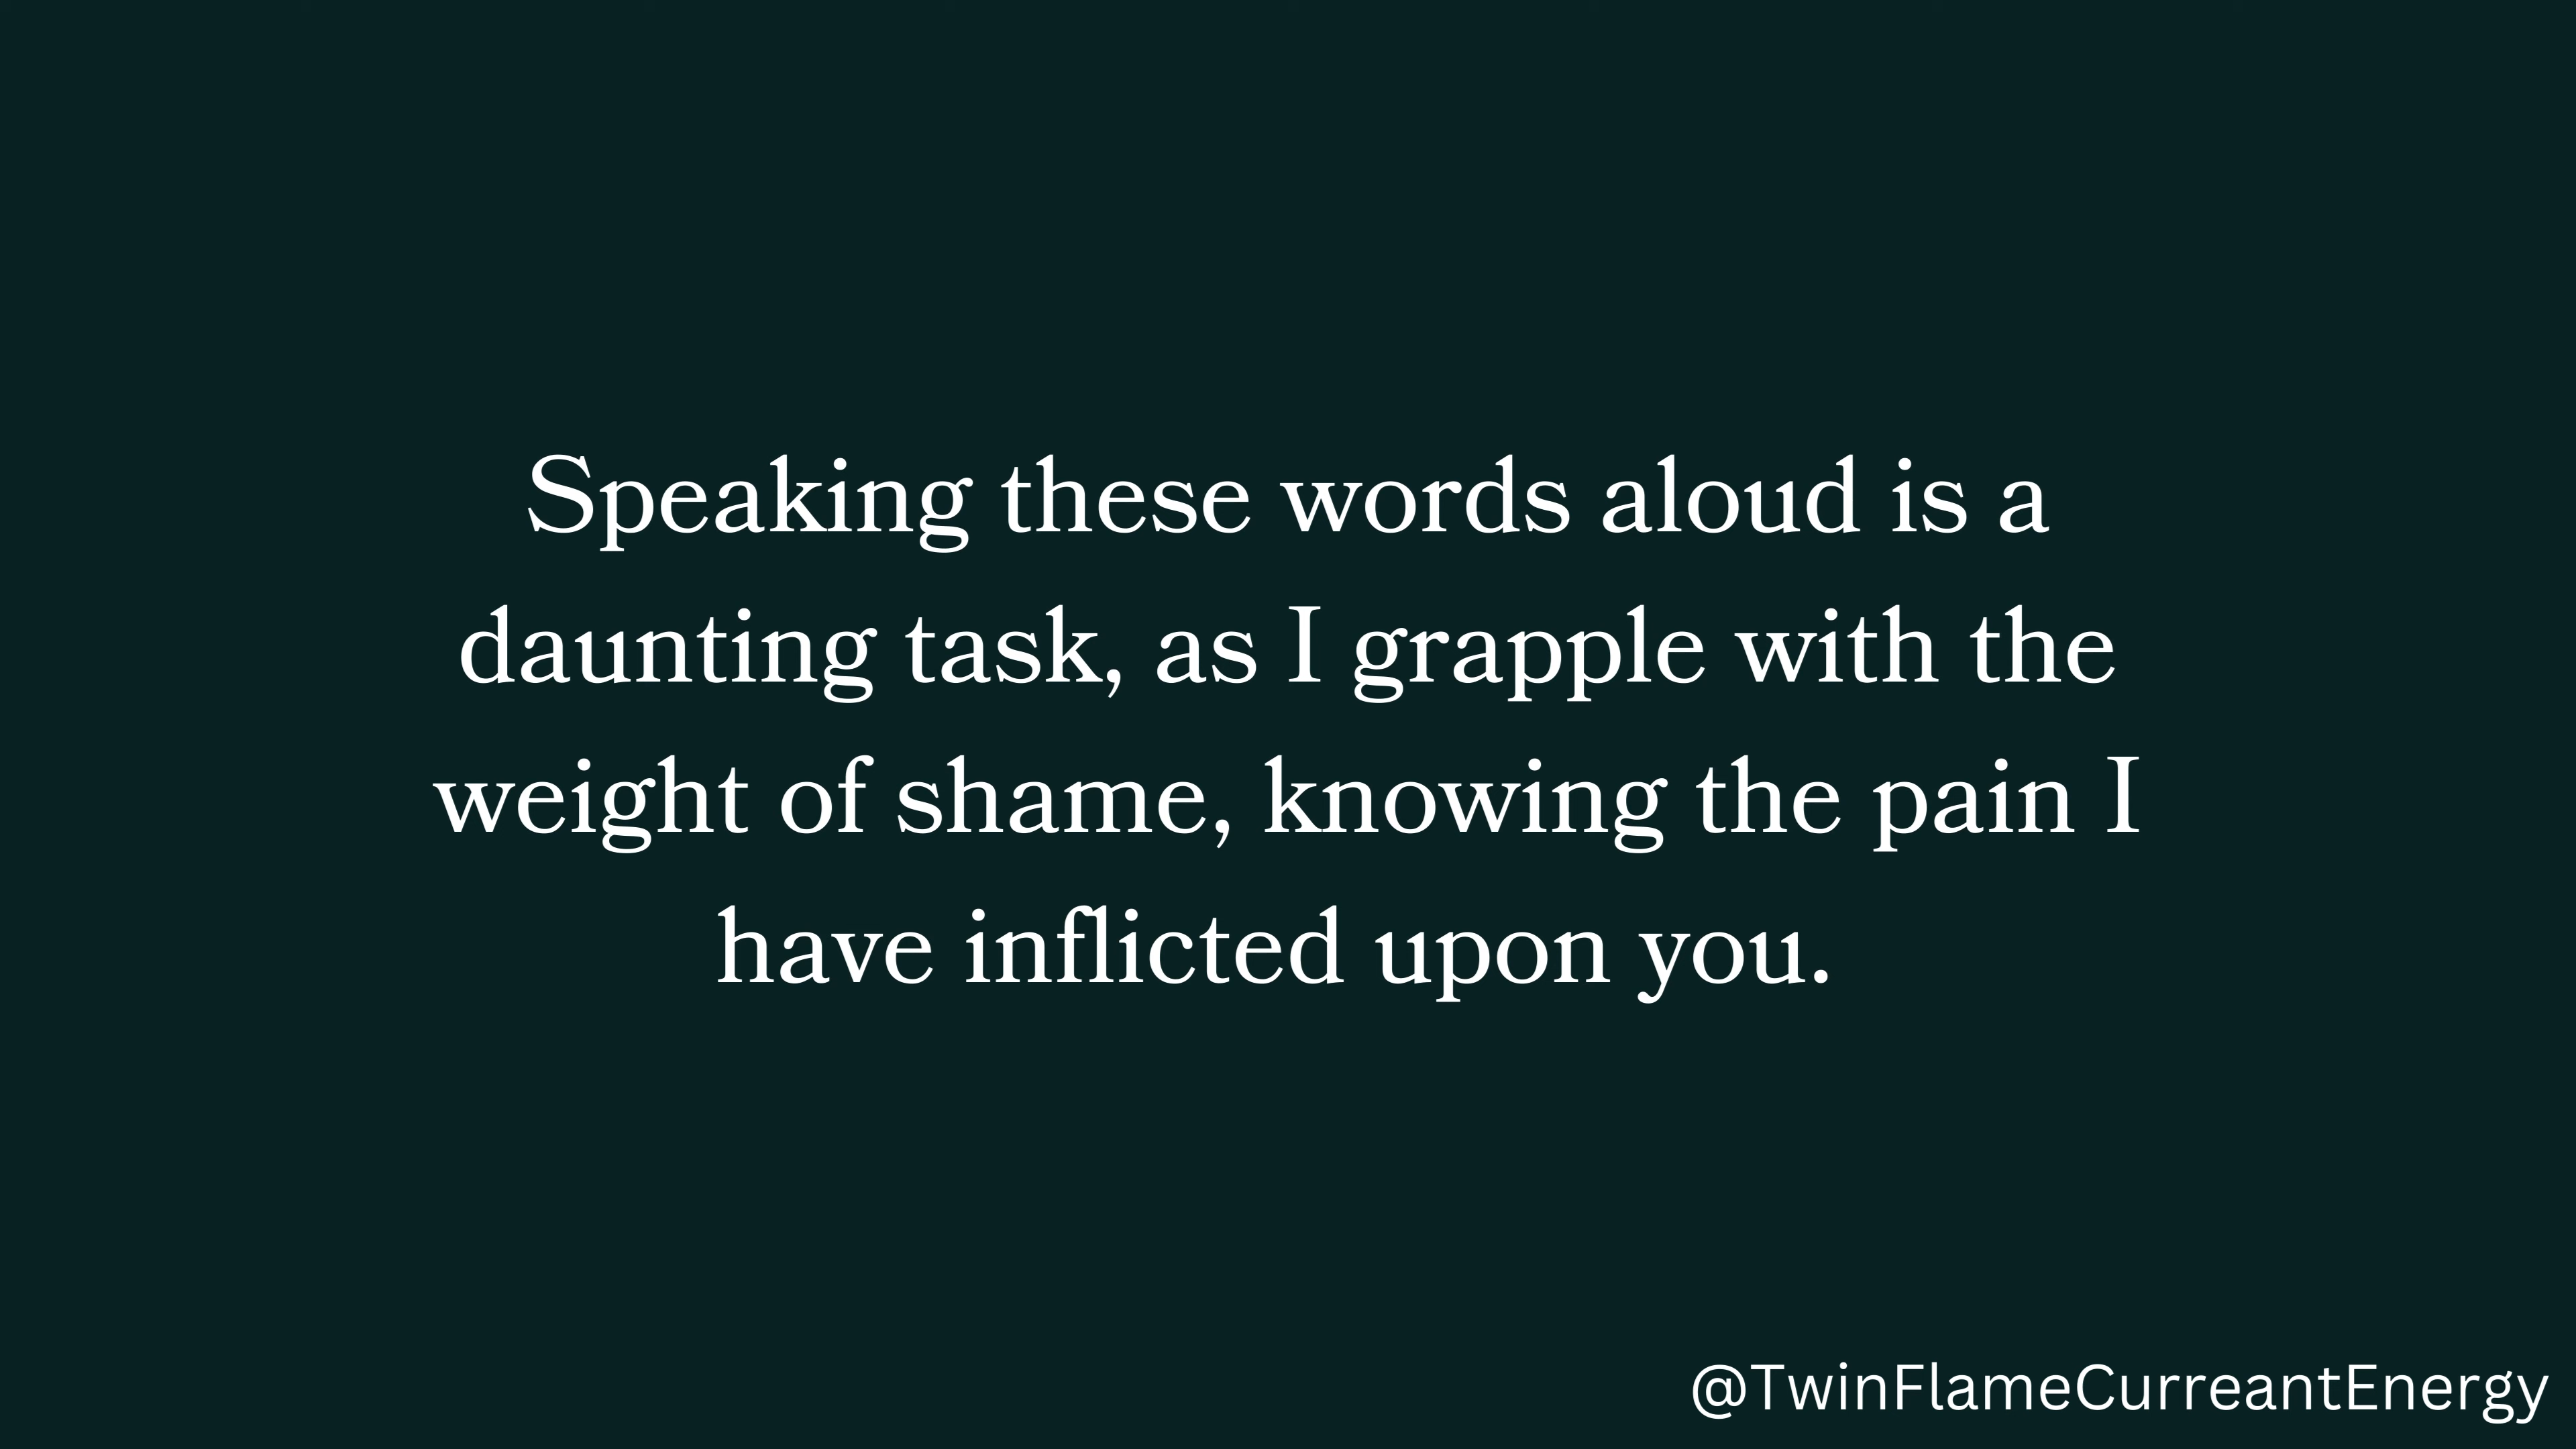 Speaking these words aloud is a
daunting task, as I grapple with the
weight of shame, knowing the pain I
have inflicted upon you.
@TwinFlameCurreantEnergy